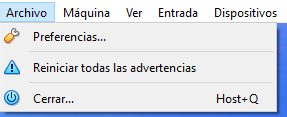 Archivo Máquina Ver Entrada Dispositivos
Preferencias...
Reiniciar todas las advertencias
Cerrar... Host+Q